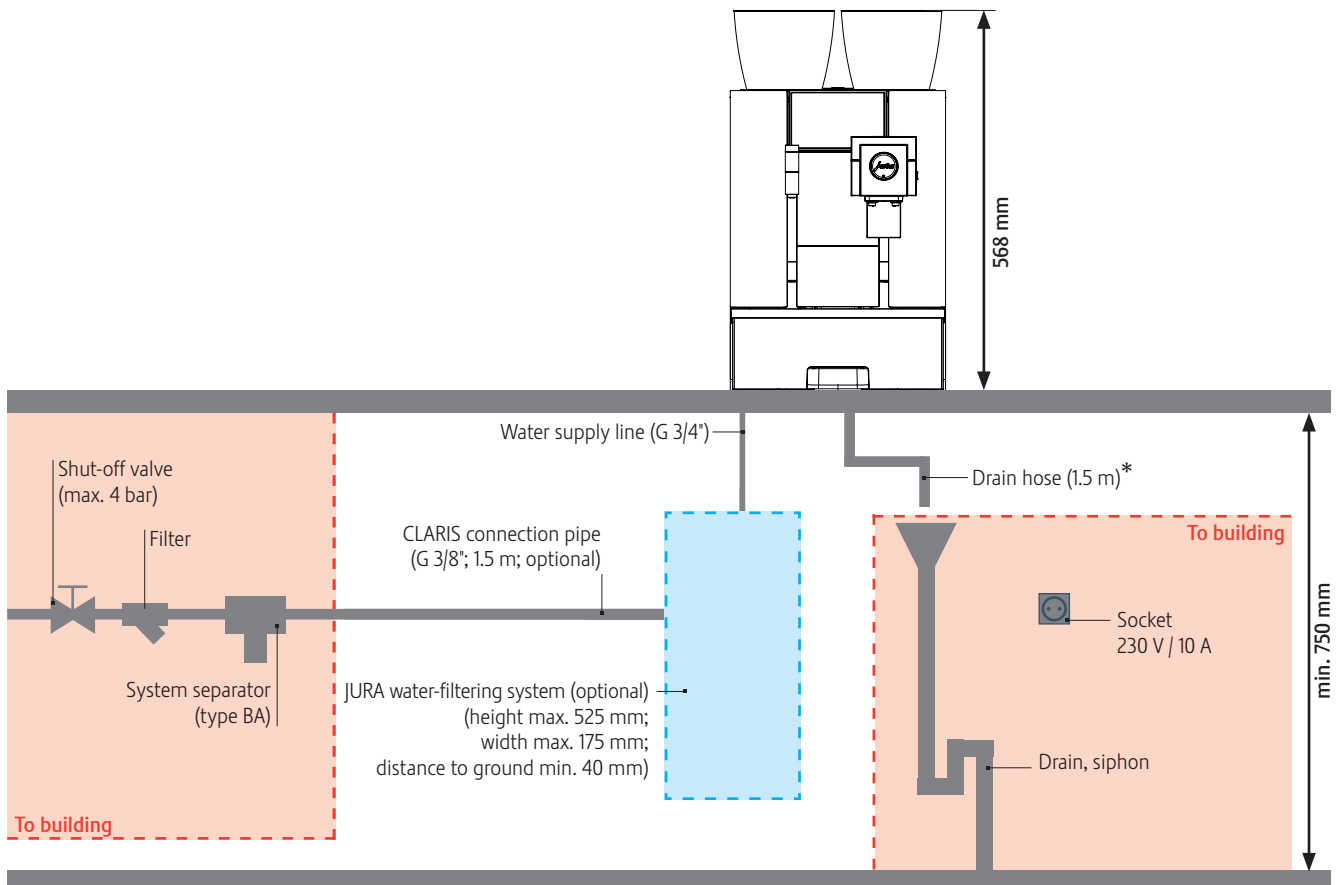 jura
568 mm
Water supply line (G 3/4")
Drain hose (1.5 m)*
Shut-off valve
(max. 4 bar)
Filter
CLARIS connection pipe
(G 3/8"; 1.5 m; optional)
To building
Socket
230 V / 10 A
min. 750 mm
System separator
(type BA)
JURA water-filtering system (optional)
(height max. 525 mm;
width max. 175 mm;
distance to ground min. 40 mm)
Drain, siphon
To building